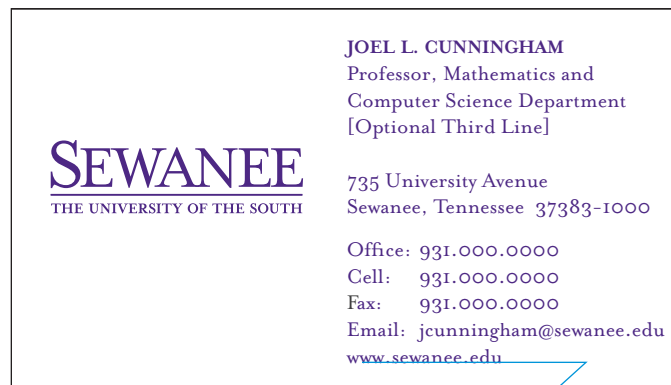 SEWANEE
THE UNIVERSITY OF THE SOUTH
JOEL L. CUNNINGHAM
Professor, Mathematics and
Computer Science Department
[Optional Third Line]
735 University Avenue
Sewanee, Tennessee 37383-1000
Office: 931.000.0000
Cell: 931.000.0000
Fax: 931.000.0000
Email: jcunningham@sewanee.edu
www.sewanee.edu